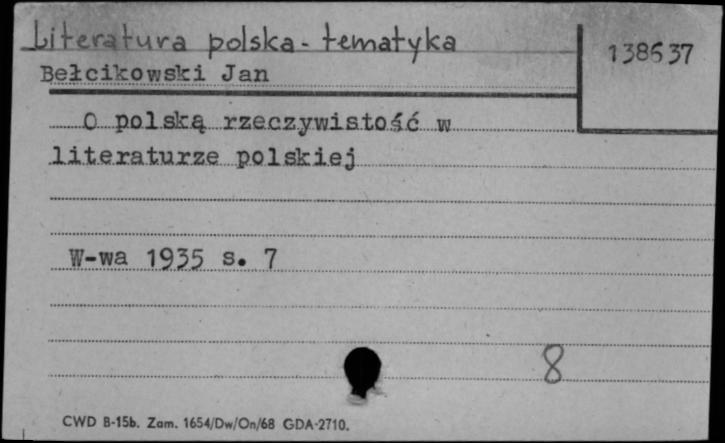 Literatura polska - tematyka
138637
Bełcikowski Jan
O polską rzeczywistość w
literaturze polskiej
W-wa 1935 s. 7
8
CWD B-15b. Zam. 1654/Dw/On/68 GDA-2710.